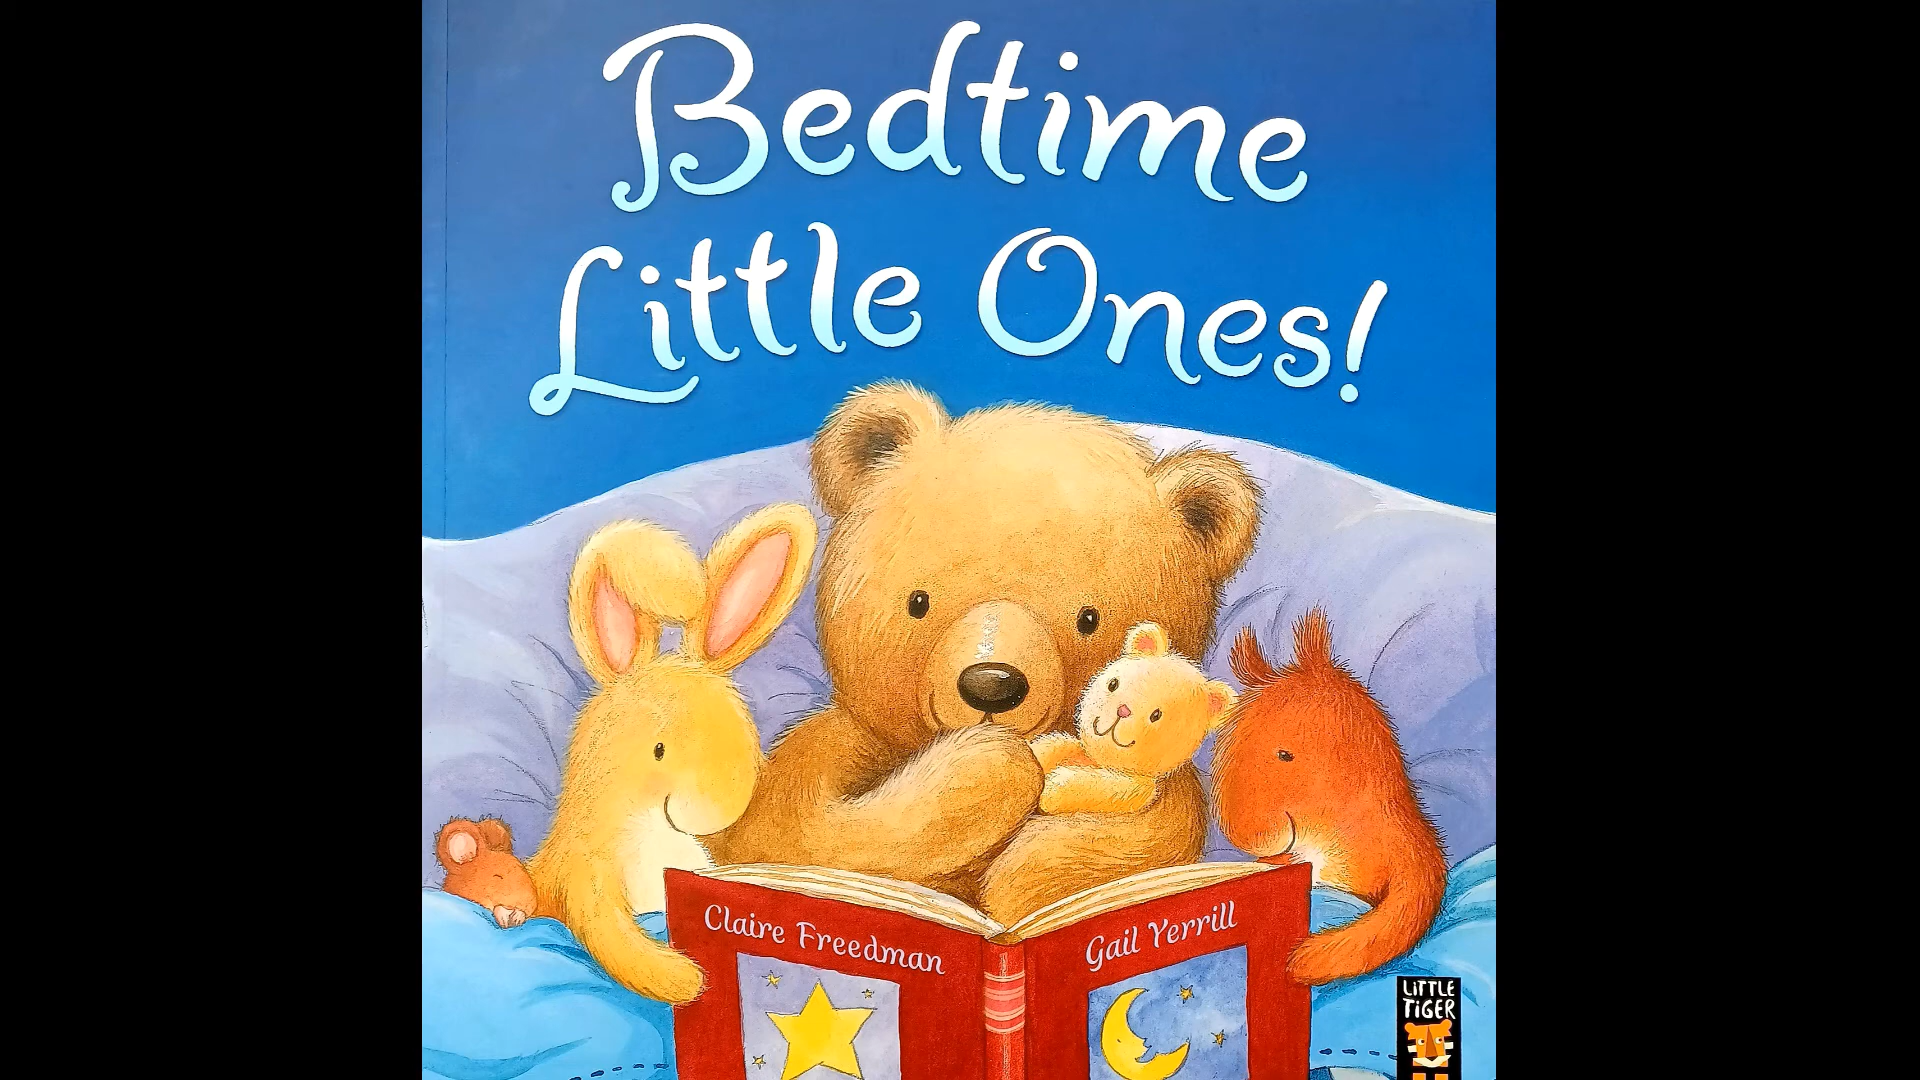 Bedtime
Little Ones!
Claire Freedman
Gail Yerrill
LITTLE
TIGER